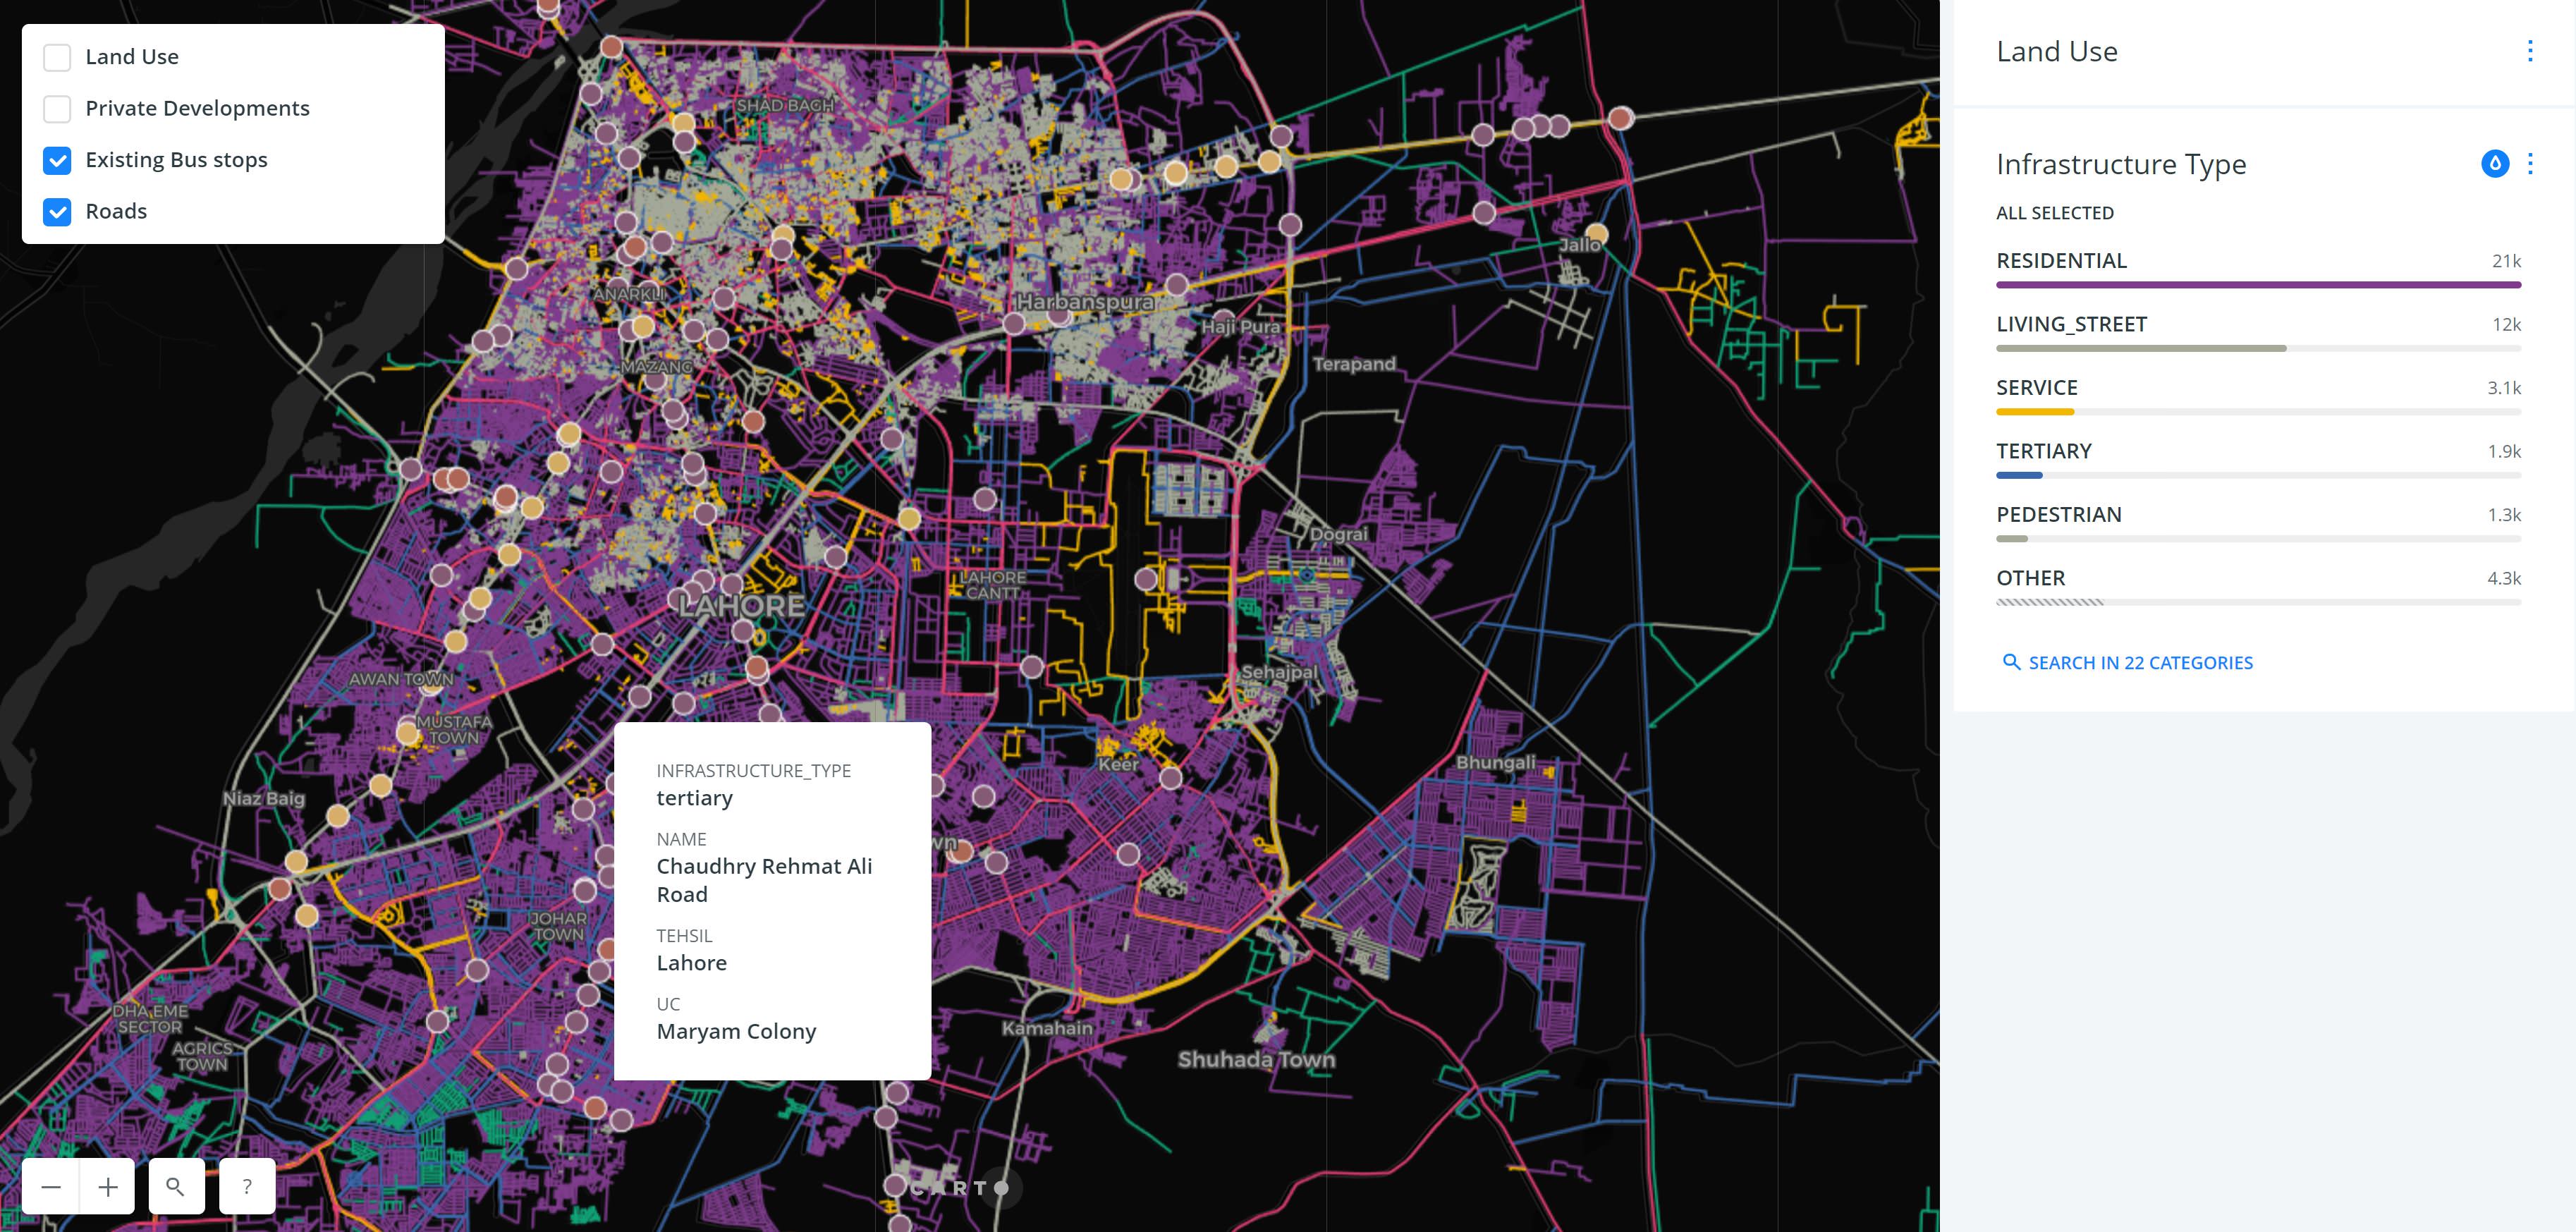 Land Use
Private Developments
Existing Bus stops
Roads
SHAD BAGH
ANARKLI
MAZANG
Harbanspura
Haji Pura
Jallo
Terapand
Dograi
LAHORE
CANTT
LAHORE
Sehajpal
AWAN TOWN
MUSTAFA
TOWN
Niaz Baig
Keer
Bhungali
wn
JOHAR
TOWN
DHA EME
SECTOR
AGRICS
TOWN
Kamahain
Shuhada Town
INFRASTRUCTURE_TYPE
tertiary
NAME
Chaudhry Rehmat Ali
Road
TEHSIL
Lahore
UC
Maryam Colony
?
CART
Land Use
Infrastructure Type
ALL SELECTED
RESIDENTIAL 21k
LIVING_STREET 12k
SERVICE 3.1k
TERTIARY 1.9k
PEDESTRIAN 1.3k
OTHER 4.3k
SEARCH IN 22 CATEGORIES